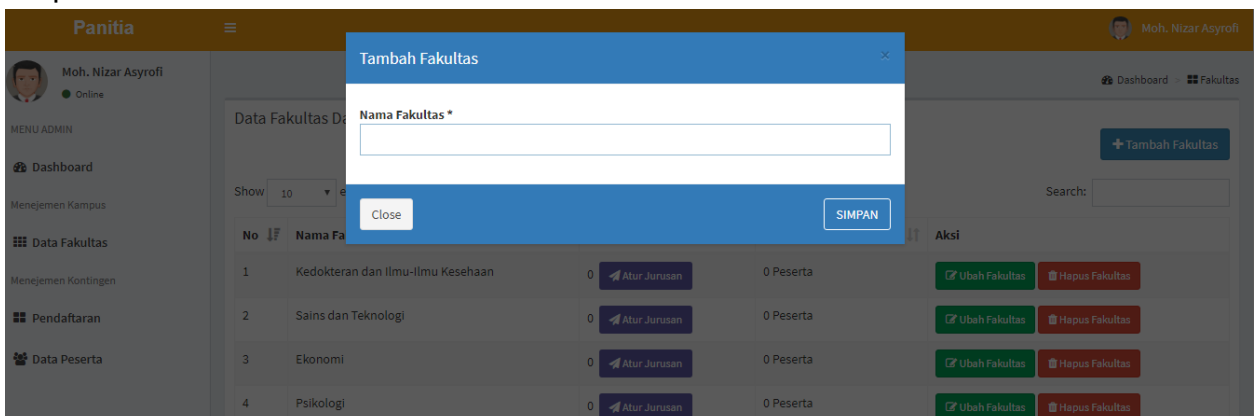 Panitia
Moh. Nizar Asyrofi
Moh. Nizar Asyrofi
Online
Dashboard > Fakultas
MENU ADMIN
Dashboard
Menejemen Kampus
Data Fakultas
Menejemen Kontingen
Pendaftaran
Data Peserta
Tambah Fakultas ×
Nama Fakultas *
Close SIMPAN
Data Fakultas
Tambah Fakultas
Show 10
Search:
No Nama Aksi
1 Kedokteran dan Ilmu-Ilmu Kesehaan 0 Atur Jurusan 0 Peserta Ubah Fakultas Hapus Fakultas
2 Sains dan Teknologi 0 Atur Jurusan 0 Peserta Ubah Fakultas Hapus Fakultas
3 Ekonomi 0 Atur Jurusan 0 Peserta Ubah Fakultas Hapus Fakultas
4 Psikologi 0 Atur Jurusan 0 Peserta Ubah Fakultas Hapus Fakultas